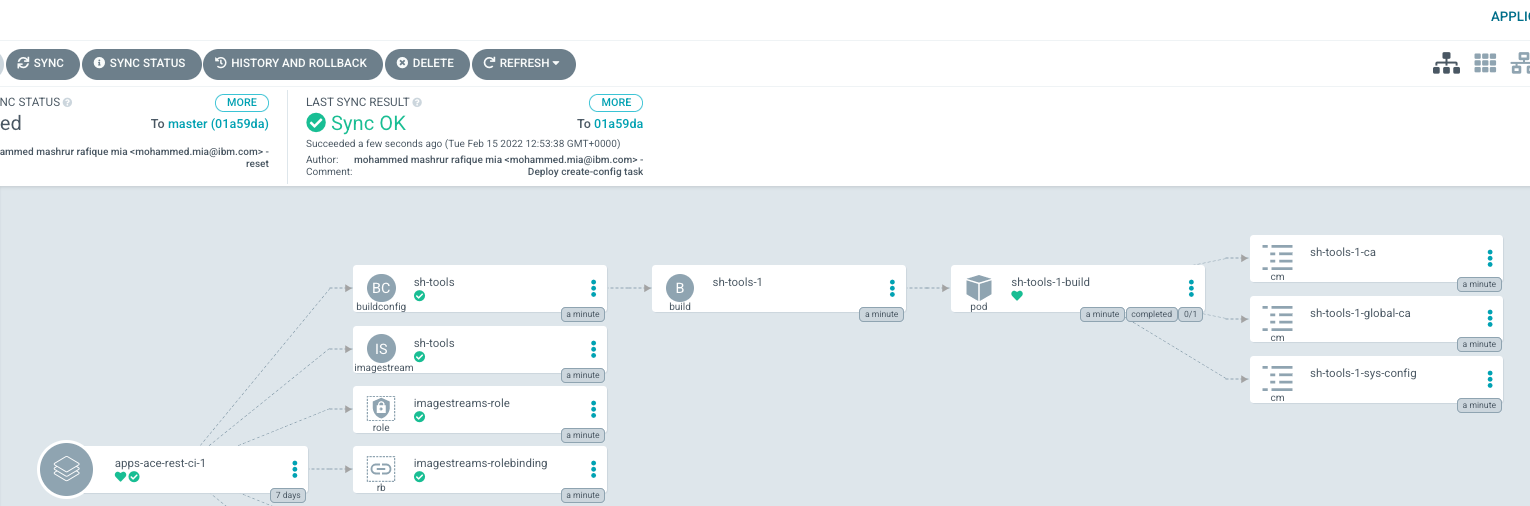 APPLIC
SYNC
SYNC STATUS
HISTORY AND ROLLBACK
DELETE
REFRESH
NC STATUS
MORE
ed
To master (01a59da)
ammed mashrur rafique mia <mohammed.mia@ibm.com> -
reset
LAST SYNC RESULT
MORE
Sync OK
To 01a59da
Succeeded a few seconds ago (Tue Feb 15 2022 12:53:38 GMT+0000)
Author: mohammed mashrur rafique mia <mohammed.mia@ibm.com> -
Comment: Deploy create-config task
BC
buildconfig
sh-tools
a minute
B
build
sh-tools-1
a minute
pod
sh-tools-1-build
a minute
completed
0/1
cm
sh-tools-1-ca
a minute
cm
sh-tools-1-global-ca
a minute
cm
sh-tools-1-sys-config
a minute
IS
imagestream
sh-tools
a minute
role
imagestreams-role
a minute
apps-ace-rest-ci-1
7 days
rb
imagestreams-rolebinding
a minute